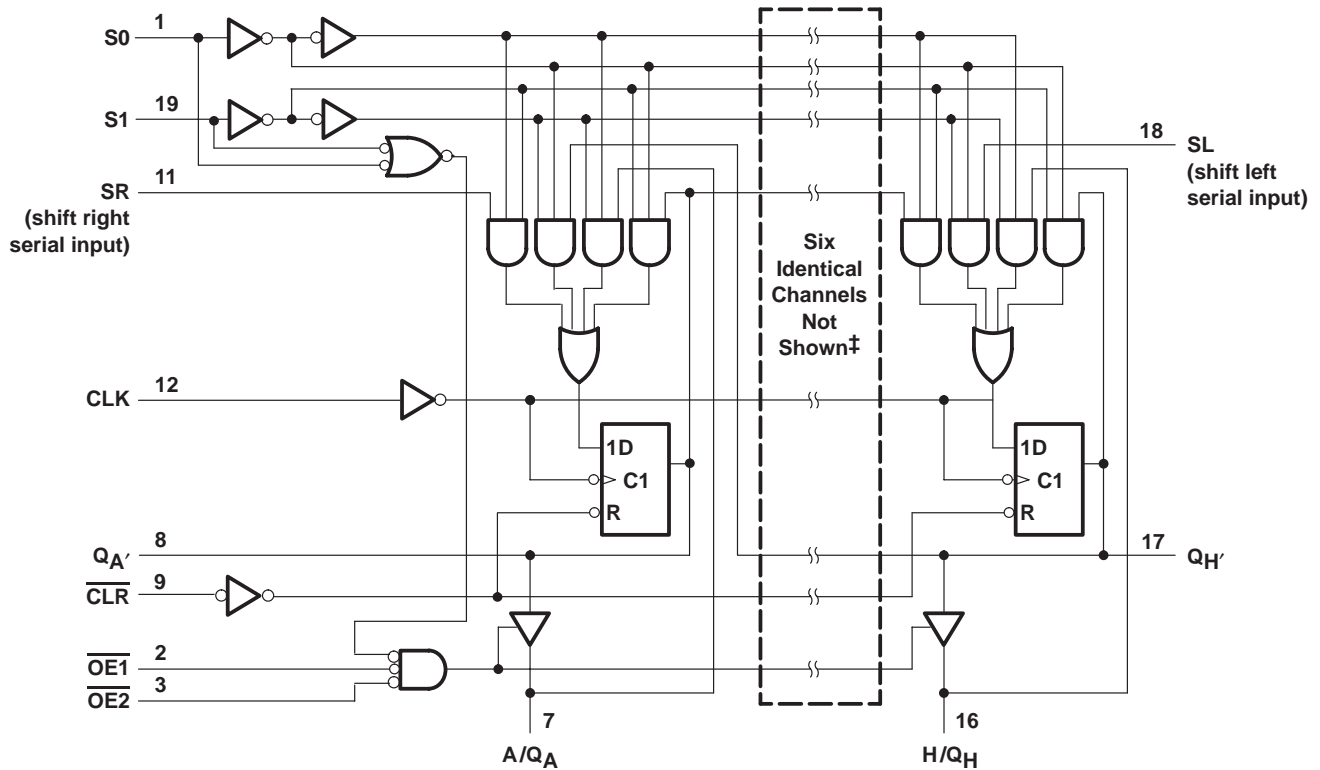 S0 1
S1 19
18 SL
(shift left
serial input)
SR 11
(shift right
serial input)
Six
Identical
Channels
Not
Shown‡
CLK 12
1D
C1
R
1D
C1
R
QA′ 8
17 QH′
CLR 9
OE1 2
OE2 3
7
A/QA
16
H/QH